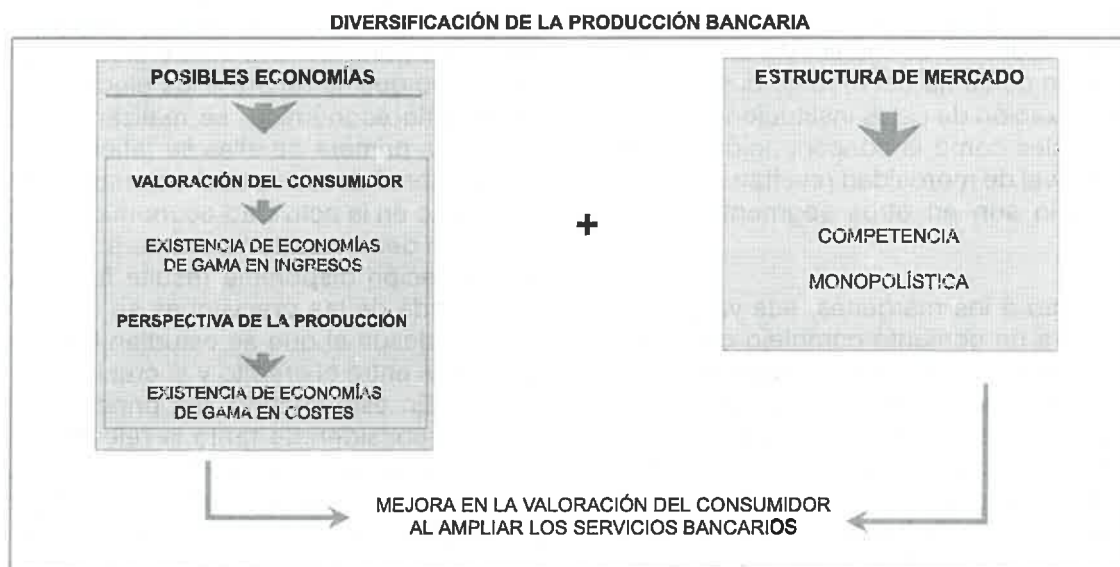 DIVERSIFICACIÓN DE LA PRODUCCIÓN BANCARIA
POSIBLES ECONOMÍAS
VALORACIÓN DEL CONSUMIDOR
EXISTENCIA DE ECONOMÍAS
DE GAMA EN INGRESOS
PERSPECTIVA DE LA PRODUCCIÓN
EXISTENCIA DE ECONOMÍAS
DE GAMA EN COSTES
+
ESTRUCTURA DE MERCADO
COMPETENCIA
MONOPOLÍSTICA
MEJORA EN LA VALORACIÓN DEL CONSUMIDOR
AL AMPLIAR LOS SERVICIOS BANCARIOS